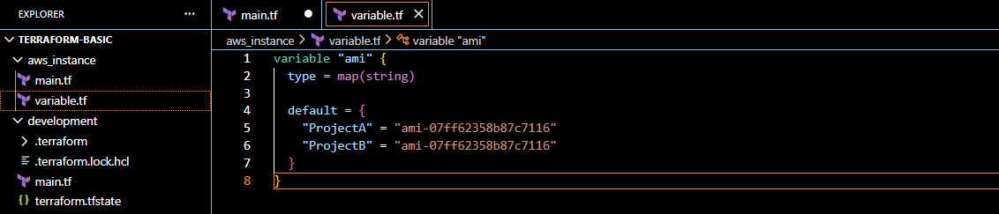 EXPLORER
TERRAFORM-BASIC
aws_instance
main.tf
variable.tf
development
.terraform
.terraform.lock.hcl
main.tf
terraform.tfstate
main.tf
variable.tf
aws_instance > variable.tf > variable "ami"
1 variable "ami" {
2 type = map(string)
3
4 default = {
5 "ProjectA" = "ami-07ff62358b87c7116"
6 "ProjectB" = "ami-07ff62358b87c7116"
7 }
8 }